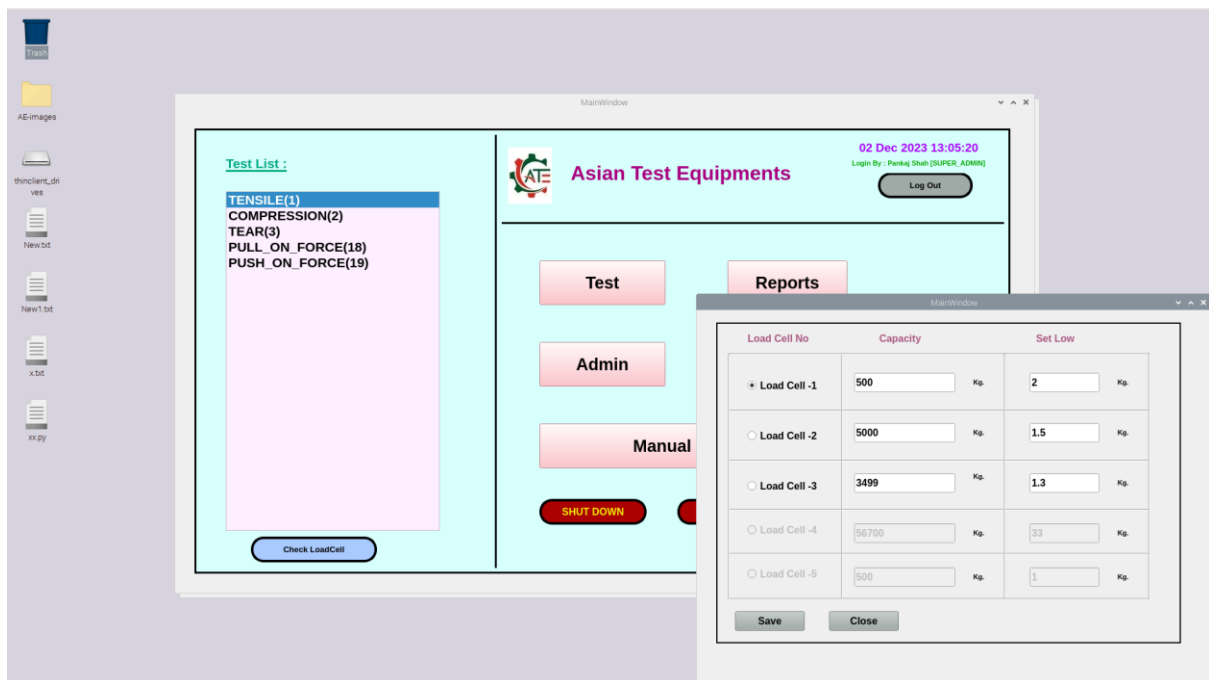 Trash
AE-images
thinclient_dri
ves
New.txt
New1.txt
x.txt
xx.py
MainWindow
Test List :
TENSILE(1)
COMPRESSION(2)
TEAR(3)
PULL_ON_FORCE(18)
PUSH_ON_FORCE(19)
Check LoadCell
ATE
Asian Test Equipments
02 Dec 2023 13:05:20
Login By : Pankaj Shah [SUPER_ADMIN]
Log Out
Test
Reports
Admin
Manual
SHUT DOWN
MainWindow
Load Cell No Capacity Set Low
Load Cell -1 500 Kg. 2 Kg.
Load Cell -2 5000 Kg. 1.5 Kg.
Load Cell -3 3499 Kg. 1.3 Kg.
Load Cell -4 56700 Kg. 33 Kg.
Load Cell -5 500 Kg. 1 Kg.
Save Close